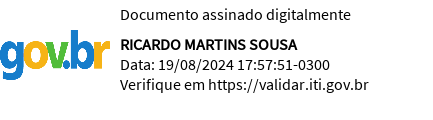 gov.br
Documento assinado digitalmente
RICARDO MARTINS SOUSA
Data: 19/08/2024 17:57:51-0300
Verifique em https://validar.iti.gov.br